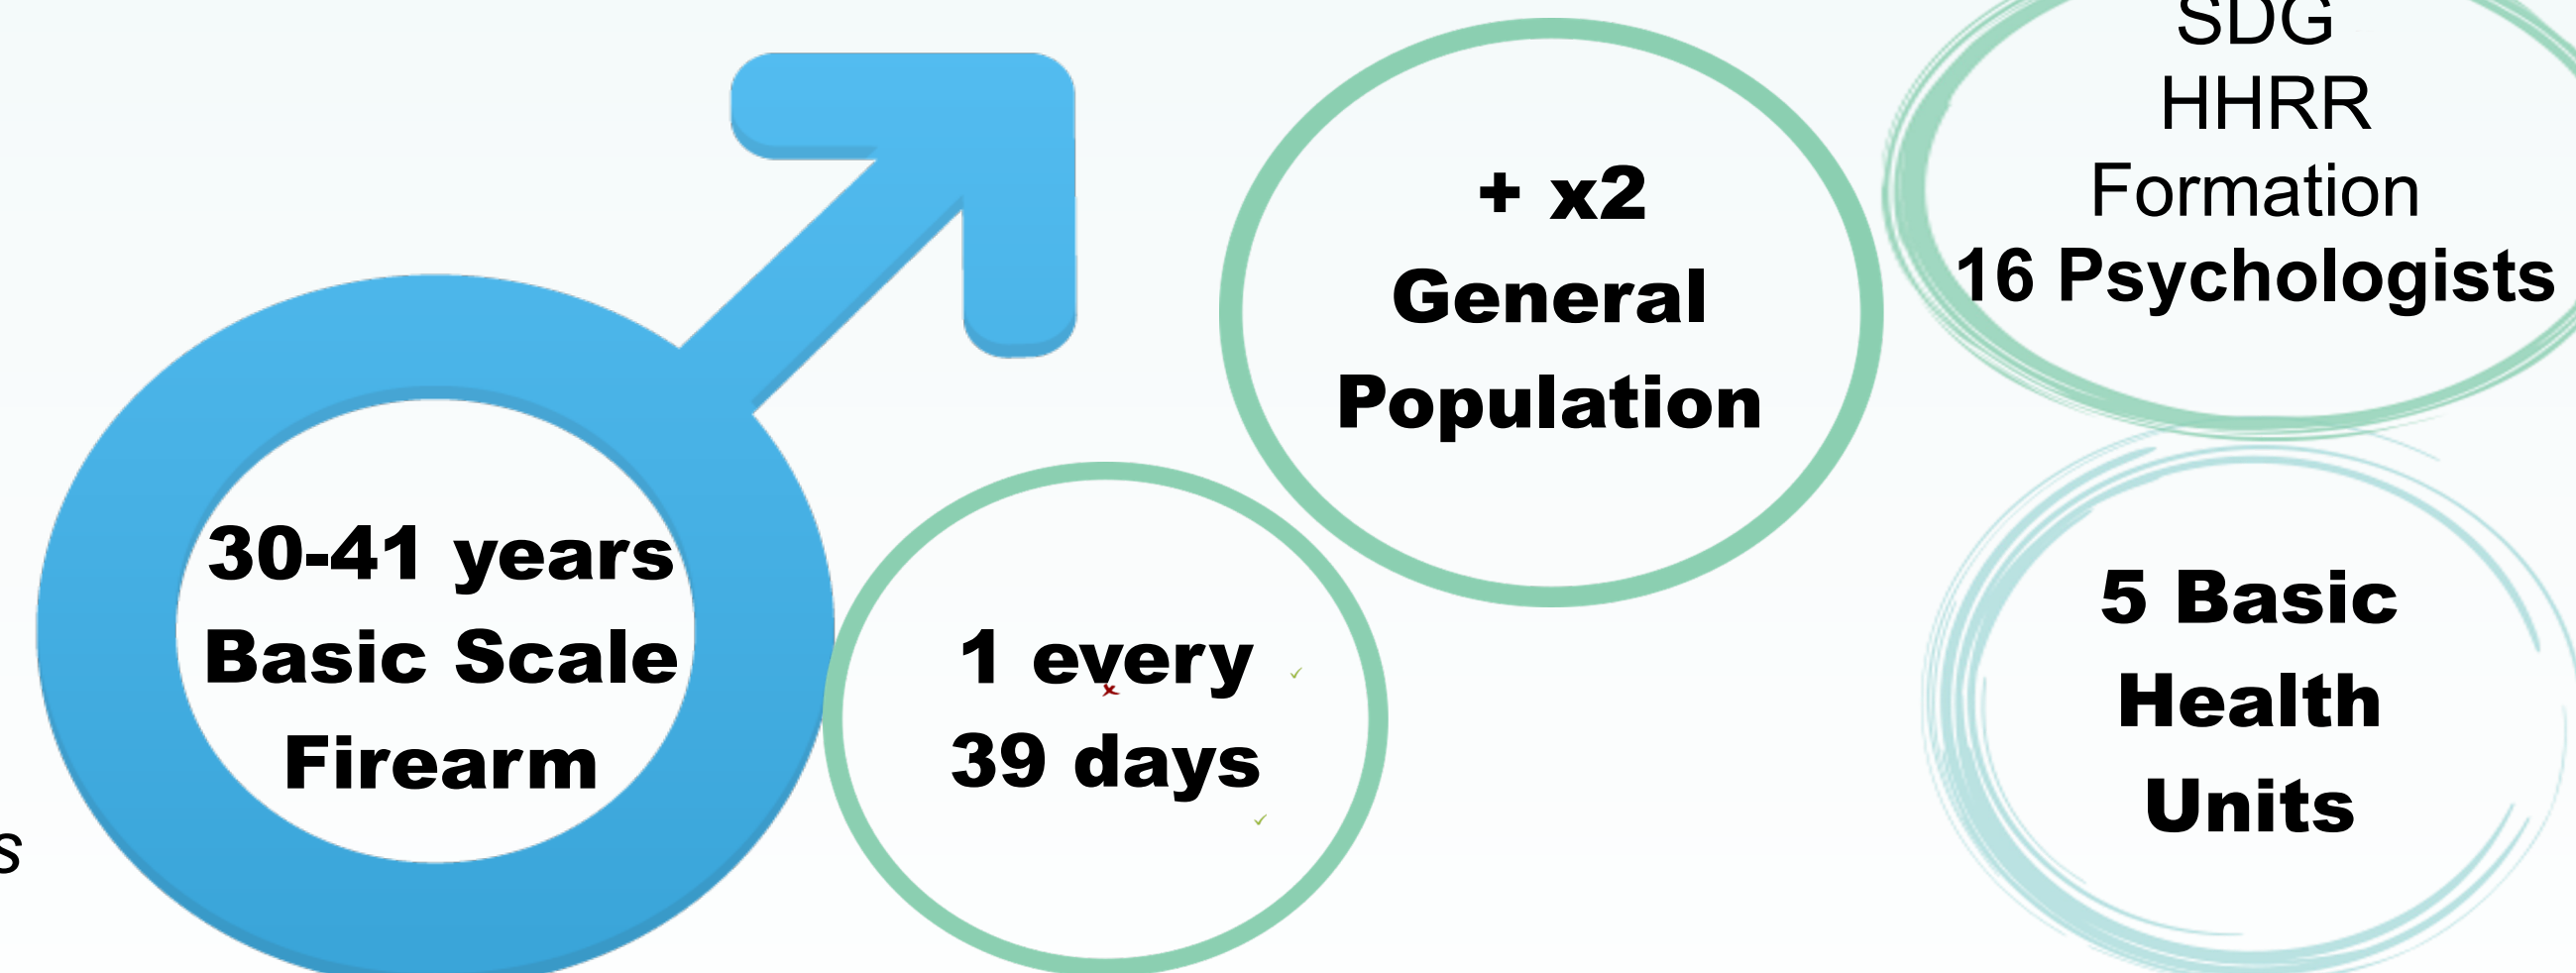 30-41 years
Basic Scale
Firearm
1 every
39 days
+ x2
General
Population
SDG
HHRR
Formation
16 Psychologists
5 Basic
Health
Units
s